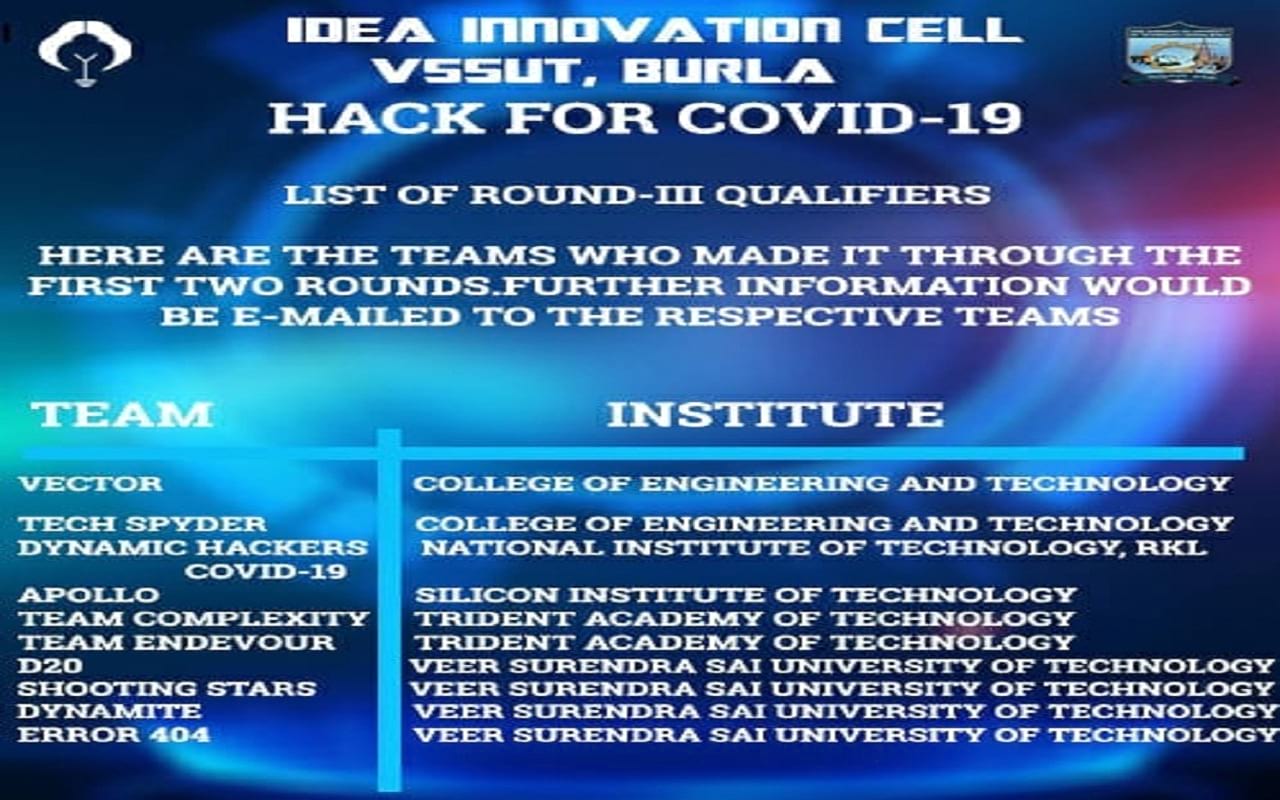 IDEA INNOVATION CELL
VSSUT, BURLA
HACK FOR COVID-19
LIST OF ROUND-III QUALIFIERS
HERE ARE THE TEAMS WHO MADE IT THROUGH THE
FIRST TWO ROUNDS.FURTHER INFORMATION WOULD
BE E-MAILED TO THE RESPECTIVE TEAMS
TEAM INSTITUTE
VECTOR COLLEGE OF ENGINEERING AND TECHNOLOGY
TECH SPYDER COLLEGE OF ENGINEERING AND TECHNOLOGY
DYNAMIC HACKERS NATIONAL INSTITUTE OF TECHNOLOGY, RKL
COVID-19
APOLLO SILICON INSTITUTE OF TECHNOLOGY
TEAM COMPLEXITY TRIDENT ACADEMY OF TECHNOLOGY
TEAM ENDEVOUR TRIDENT ACADEMY OF TECHNOLOGY
D20 VEER SURENDRA SAI UNIVERSITY OF TECHNOLOGY
SHOOTING STARS VEER SURENDRA SAI UNIVERSITY OF TECHNOLOGY
DYNAMITE VEER SURENDRA SAI UNIVERSITY OF TECHNOLOGY
ERROR 404 VEER SURENDRA SAI UNIVERSITY OF TECHNOLOGY